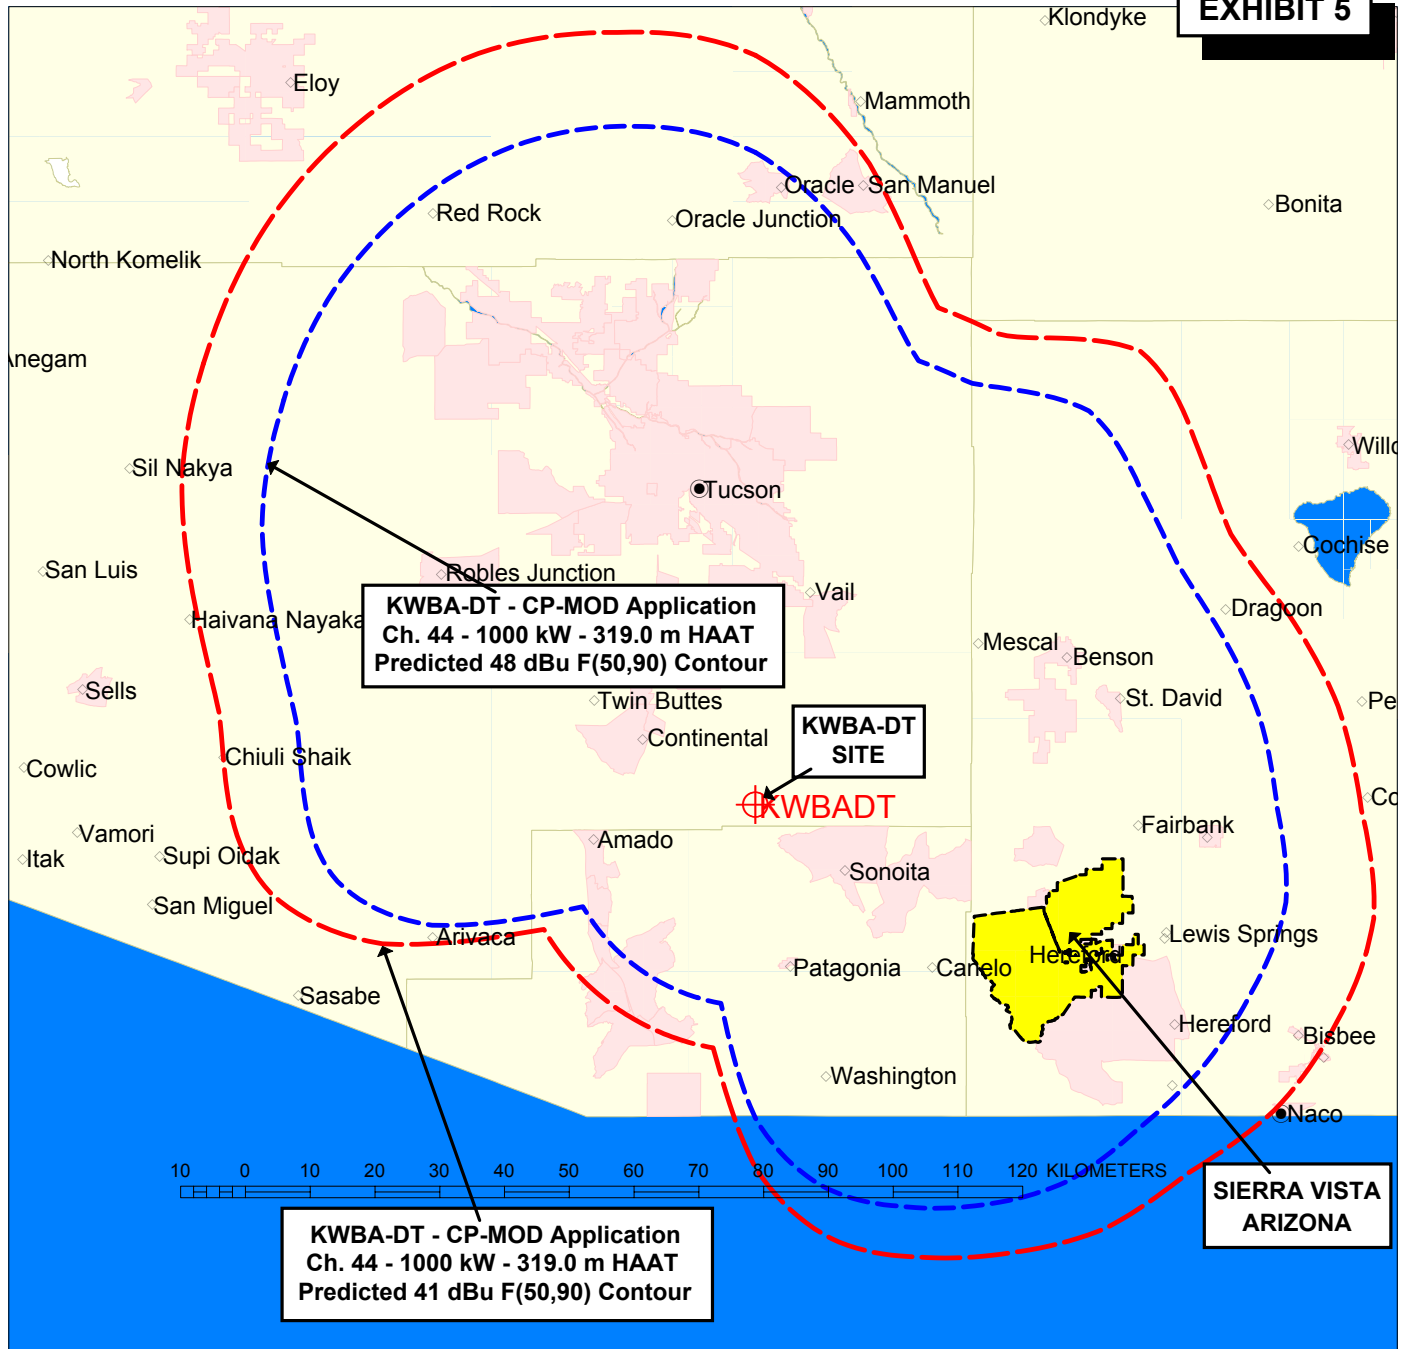 EXHIBIT 5
Klondyke
Eloy
Mammoth
Oracle
San Manuel
Bonita
Red Rock
Oracle Junction
North Komelik
Anegam
Sil Nakya
Willc
Tucson
Cochise
San Luis
Robles Junction
Vail
KWBA-DT - CP-MOD Application
Ch. 44 - 1000 kW - 319.0 m HAAT
Predicted 48 dBu F(50,90) Contour
Dragoon
Haivana Nayaka
Mescal
Benson
Sells
Twin Buttes
St. David
Pe
KWBA-DT
SITE
Continental
Chiuli Shaik
Cowlic
KWBADT
Co
Vamori
Fairbank
Amado
Itak
Supi Oidak
Sonoita
San Miguel
Arivaca
Lewis Springs
Hereford
Patagonia
Canelo
Sasabe
Hereford
Bisbee
Washington
Naco
10 0 10 20 30 40 50 60 70 80 90 100 110 120 KILOMETERS
SIERRA VISTA
ARIZONA
KWBA-DT - CP-MOD Application
Ch. 44 - 1000 kW - 319.0 m HAAT
Predicted 41 dBu F(50,90) Contour